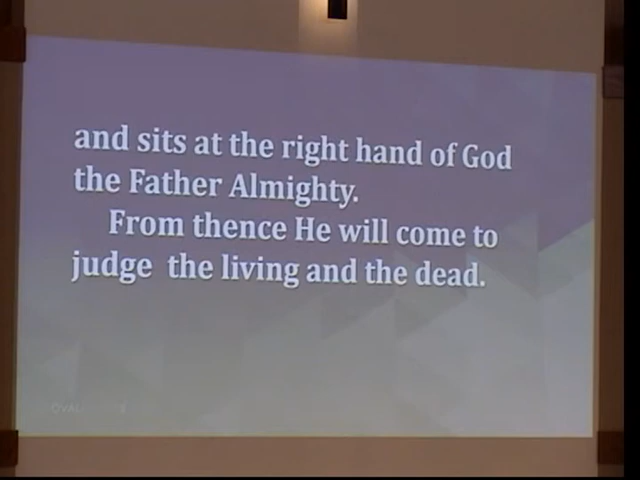 and sits at the right hand of God
the Father Almighty.
From thence He will come to
judge the living and the dead.